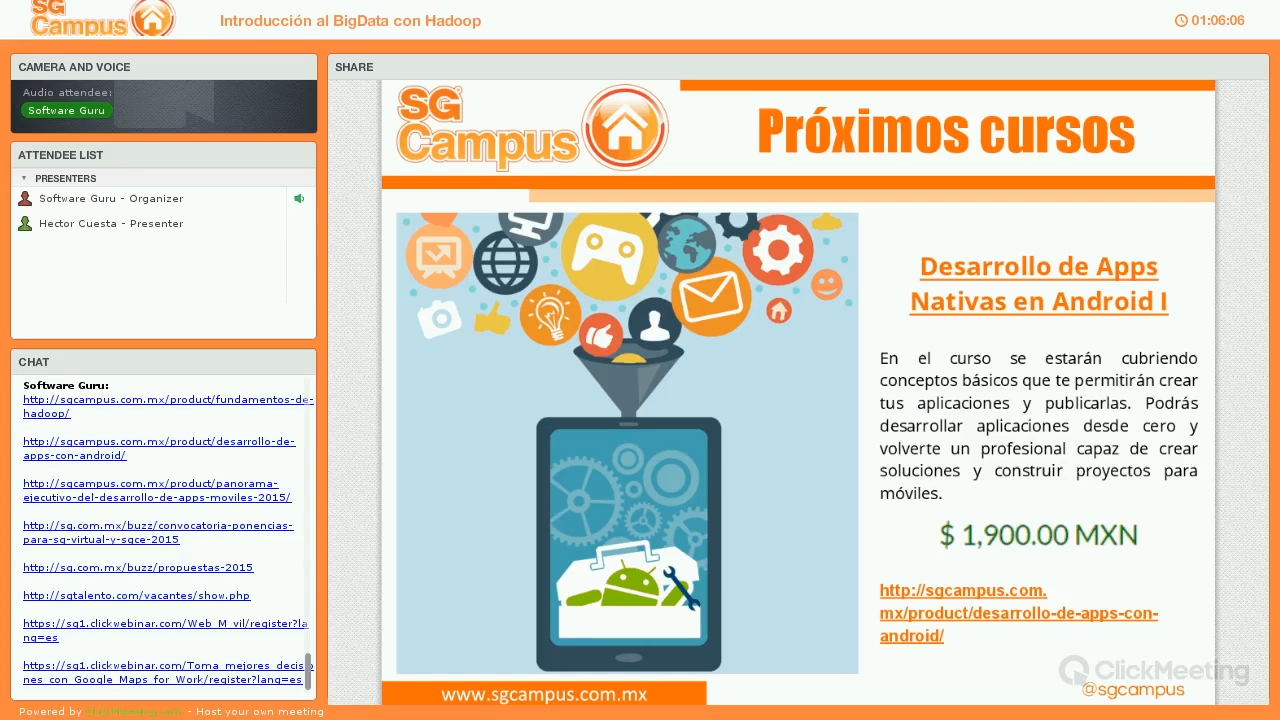 SG
Campus
Introducción al BigData con Hadoop
01:06:06
CAMERA AND VOICE
Audio attendee:
Software Guru
ATTENDEE LIST
PRESENTERS
Software Guru - Organizer
Hector Cuesta - Presenter
CHAT
Software Guru:
http://sgcampus.com.mx/product/fundamentos-de-
hadoop/
http://sgcampus.com.mx/product/desarrollo-de-
apps-con-android/
http://sgcampus.com.mx/product/panorama-
ejecutivo-del-desarrollo-de-apps-moviles-2015/
http://sg.com.mx/buzz/convocatoria-ponencias-
para-sg-virtual-y-sgce-2015
http://sg.com.mx/buzz/propuestas-2015
http://sgtalento.com/vacantes/show.php
https://sg1.clickwebinar.com/Web_M_vil/register?la
ng=es
https://sg1.clickwebinar.com/Toma_mejores_decisio
nes_con_Google_Maps_for_Work/register?lang=es
Powered by ClickMeeting.com - Host your own meeting
SHARE
SG
Campus
Próximos cursos
Desarrollo de Apps
Nativas en Android I
En el curso se estarán cubriendo
conceptos básicos que te permitirán crear
tus aplicaciones y publicarlas. Podrás
desarrollar aplicaciones desde cero y
volverte un profesional capaz de crear
soluciones y construir proyectos para
móviles.
$ 1,900.00 MXN
http://sgcampus.com.
mx/product/desarrollo-de-apps-con-
android/
ClickMeeting
www.sgcampus.com.mx
@sgcampus